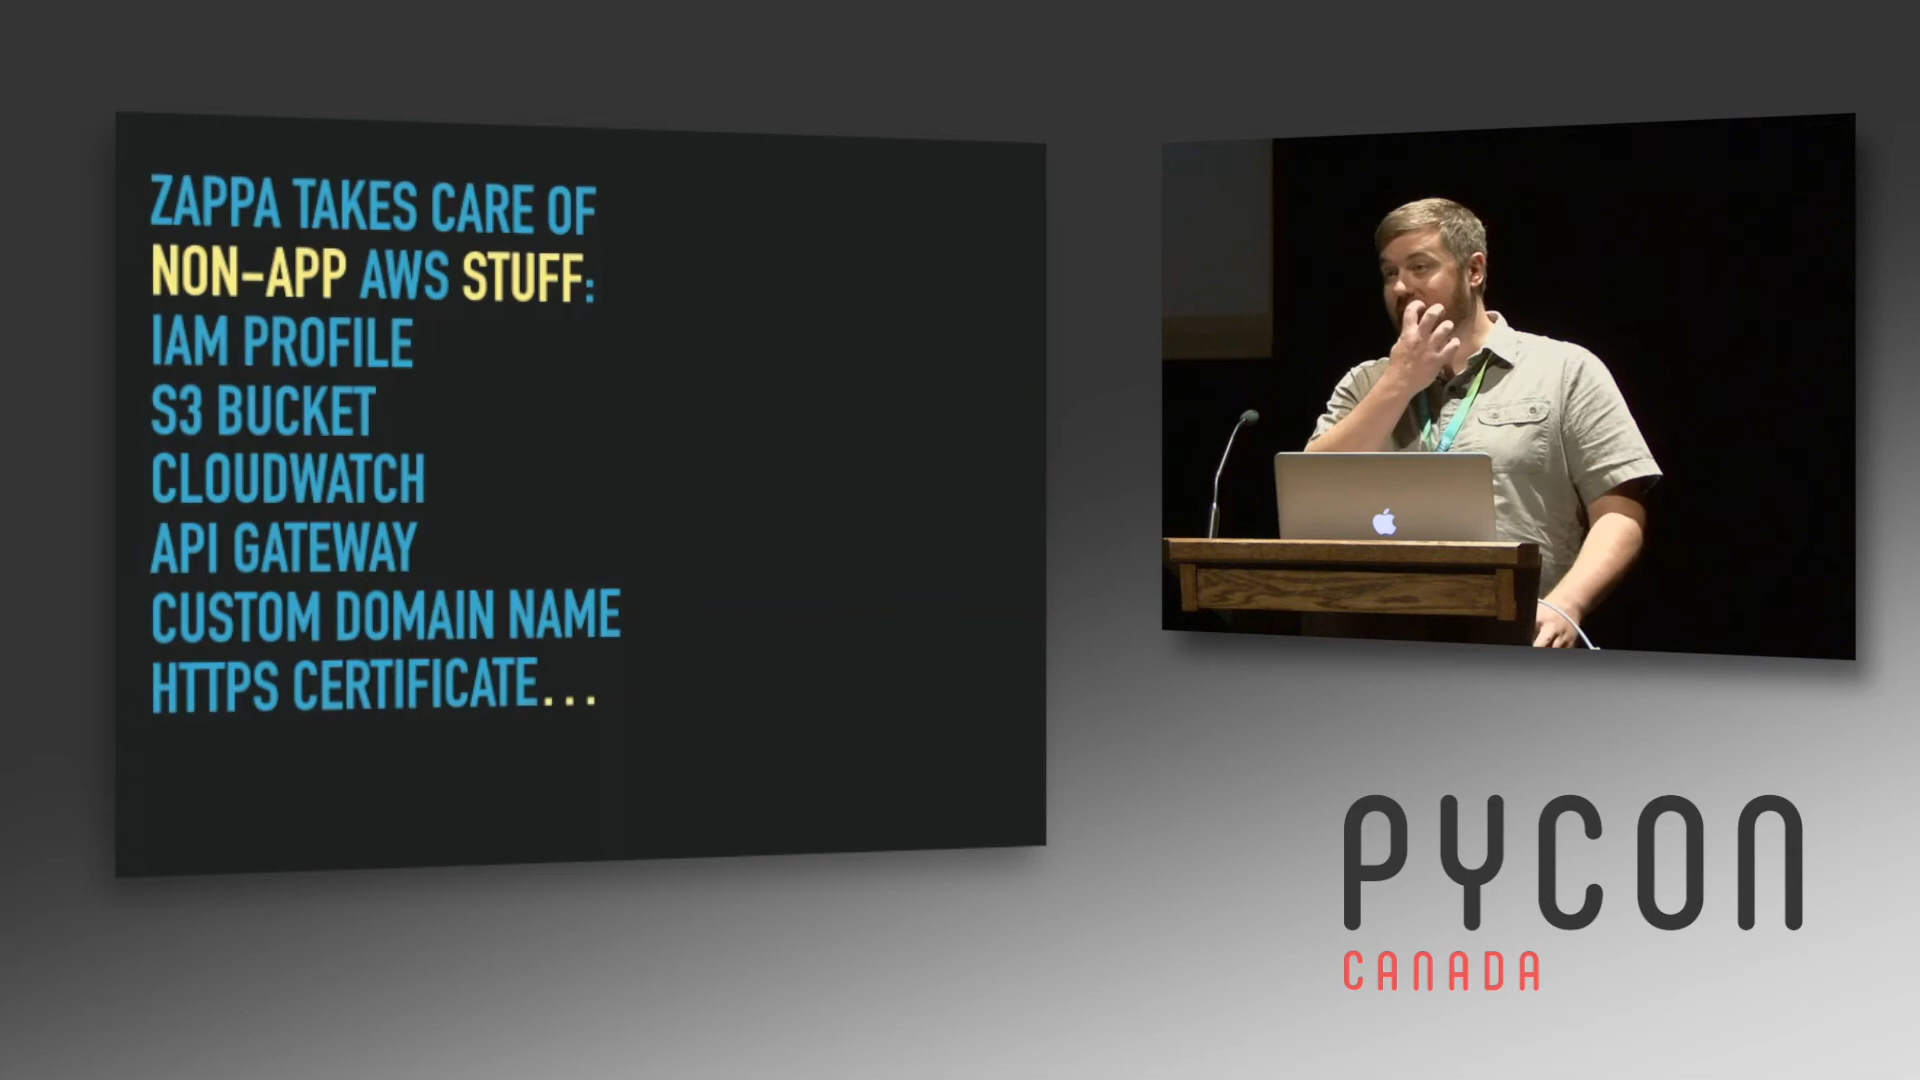 ZAPPA TAKES CARE OF
NON-APP AWS STUFF:
IAM PROFILE
S3 BUCKET
CLOUDWATCH
API GATEWAY
CUSTOM DOMAIN NAME
HTTPS CERTIFICATE...
PYCON
CANADA